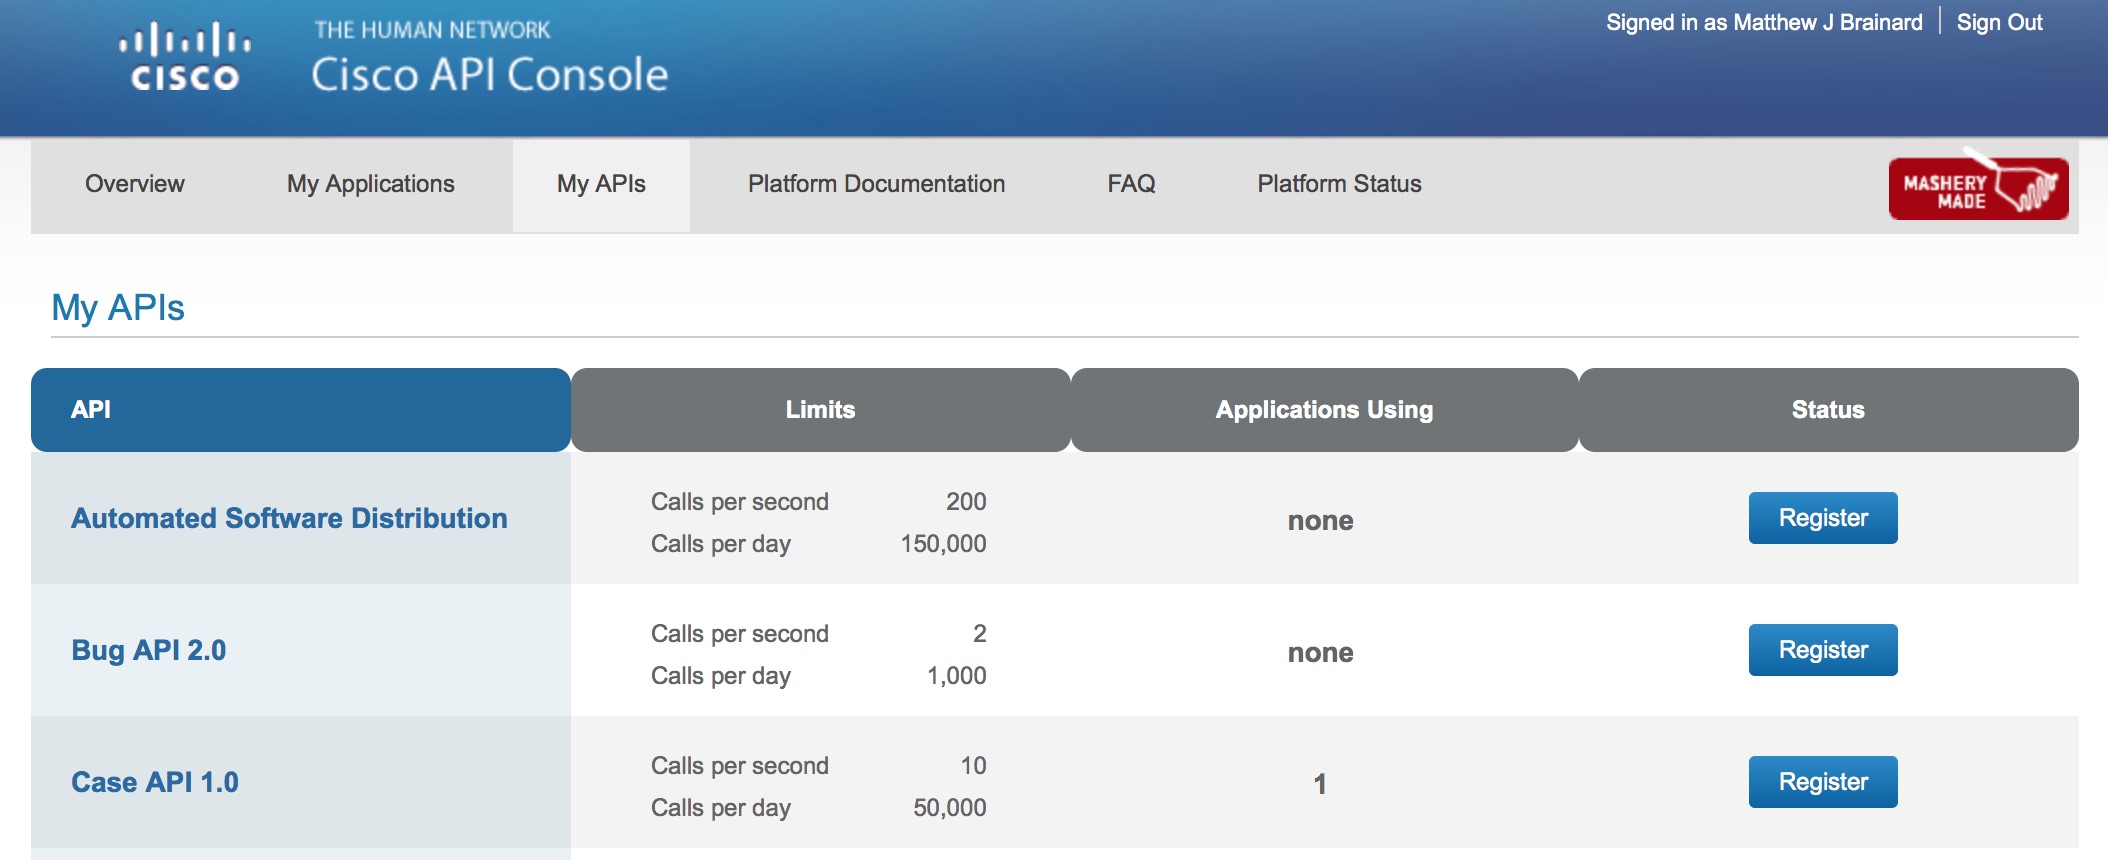 Signed in as Matthew J Brainard Sign Out
CISCO
THE HUMAN NETWORK
Cisco API Console
Overview My Applications My APIs Platform Documentation FAQ Platform Status
MASHERY
MADE
My APIs
API Limits Applications Using Status
Automated Software Distribution
Calls per second 200
Calls per day 150,000
none
Register
Bug API 2.0
Calls per second 2
Calls per day 1,000
none
Register
Case API 1.0
Calls per second 10
Calls per day 50,000
1
Register